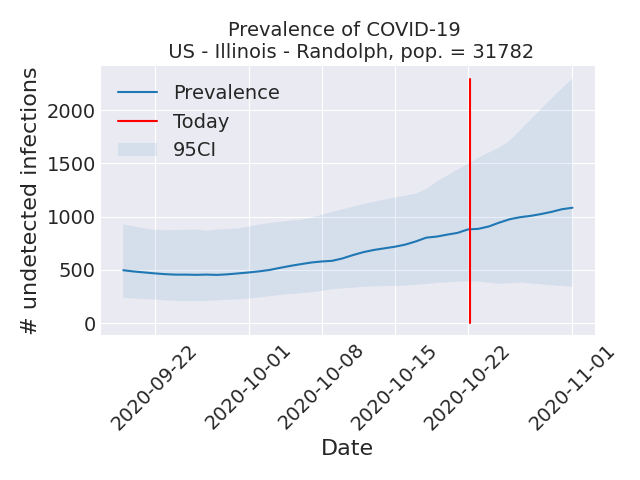 Prevalence of COVID-19
US - Illinois - Randolph, pop. = 31782
Prevalence
Today
95CI
# undetected infections
2000
1500
1000
500
0
2020-09-22
2020-10-01
2020-10-08
2020-10-15
2020-10-22
2020-11-01
Date